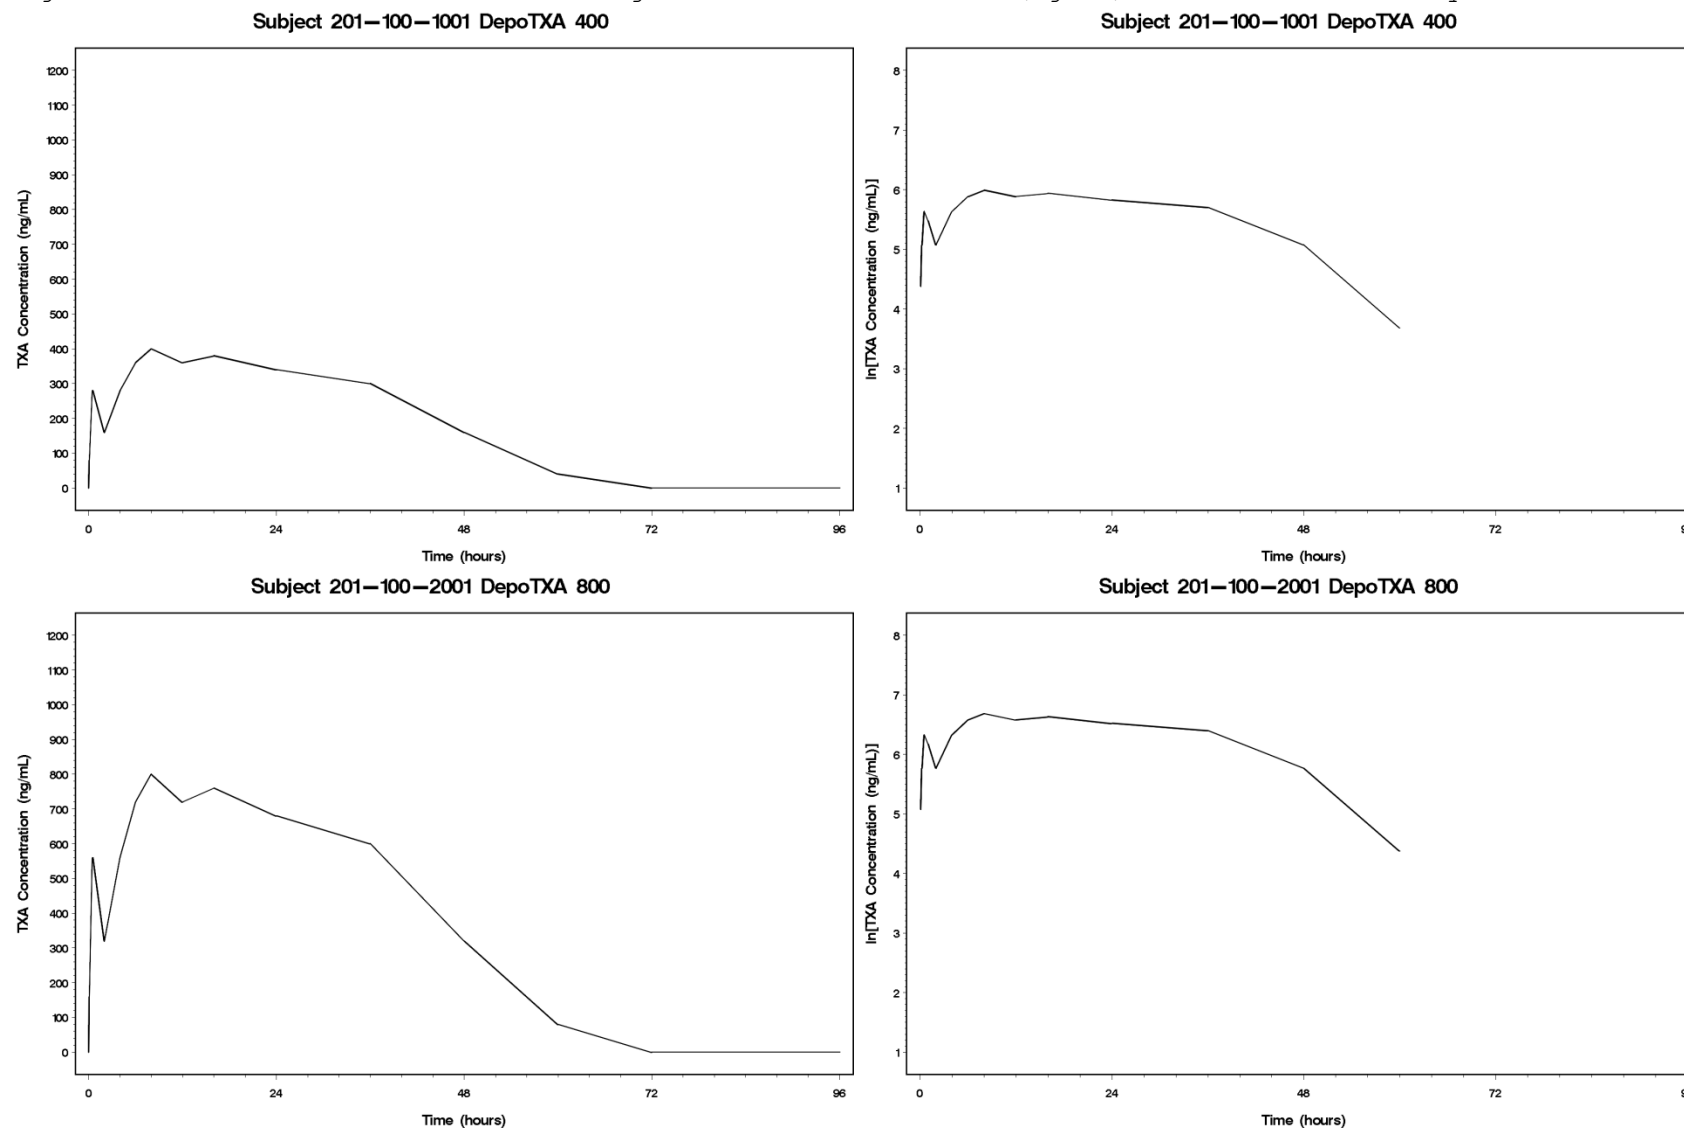 Subject 201—100—1001 DepoTXA 400
1200
1100
1000
900
800
700
600
500
400
300
200
100
0
TXA Concentration (ng/mL)
0 24 48 72 96
Time (hours)
Subject 201—100—1001 DepoTXA 400
8
7
6
5
4
3
2
1
ln[TXA Concentration (ng/mL)]
0 24 48 72
Time (hours)
Subject 201—100—2001 DepoTXA 800
1200
1100
1000
900
800
700
600
500
400
300
200
100
0
TXA Concentration (ng/mL)
0 24 48 72 96
Time (hours)
Subject 201—100—2001 DepoTXA 800
8
7
6
5
4
3
2
1
ln[TXA Concentration (ng/mL)]
0 24 48 72
Time (hours)